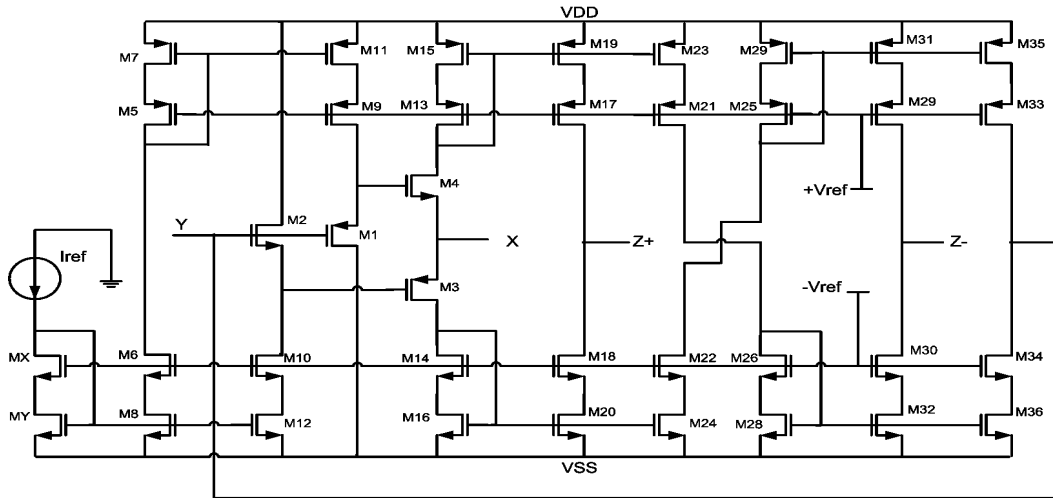 VDD
M7 M11 M15 M19 M23 M29 M31 M35
M5 M9 M13 M17 M21 M25 M29 M33
M4
+Vref
Y M2 M1 X Z+ Z-
Iref
M3 -Vref
MX M6 M10 M14 M18 M22 M26 M30 M34
MY M8 M12 M16 M20 M24 M28 M32 M36
VSS